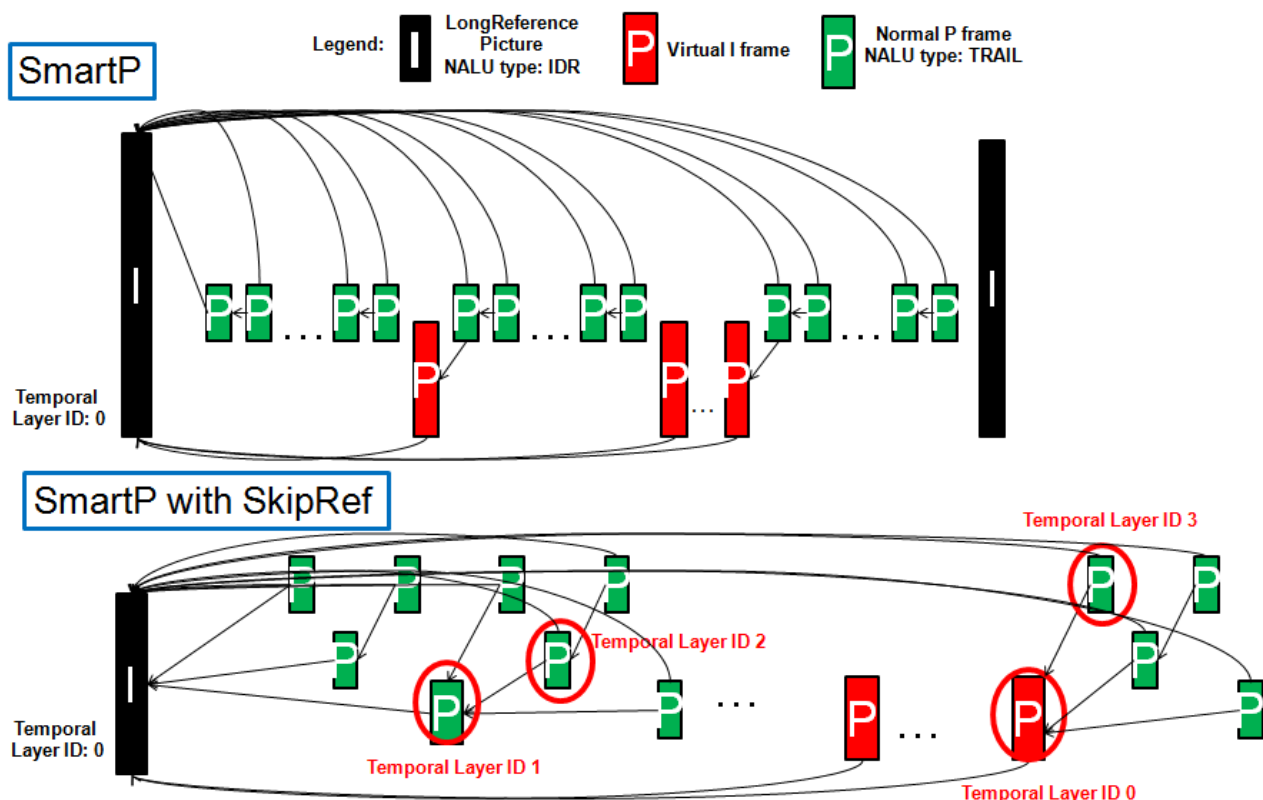 Legend:
I
LongReference
Picture
NALU type: IDR
P
Virtual I frame
P
Normal P frame
NALU type: TRAIL
SmartP
I
P P ... P P P P ... P P P P ... P P
I
P P ... P
Temporal
Layer ID: 0
SmartP with SkipRef
Temporal Layer ID 3
P P P P P P
Temporal Layer ID 2
P P P
I
P P ... P ... P P
Temporal
Layer ID: 0
Temporal Layer ID 1
Temporal Layer ID 0